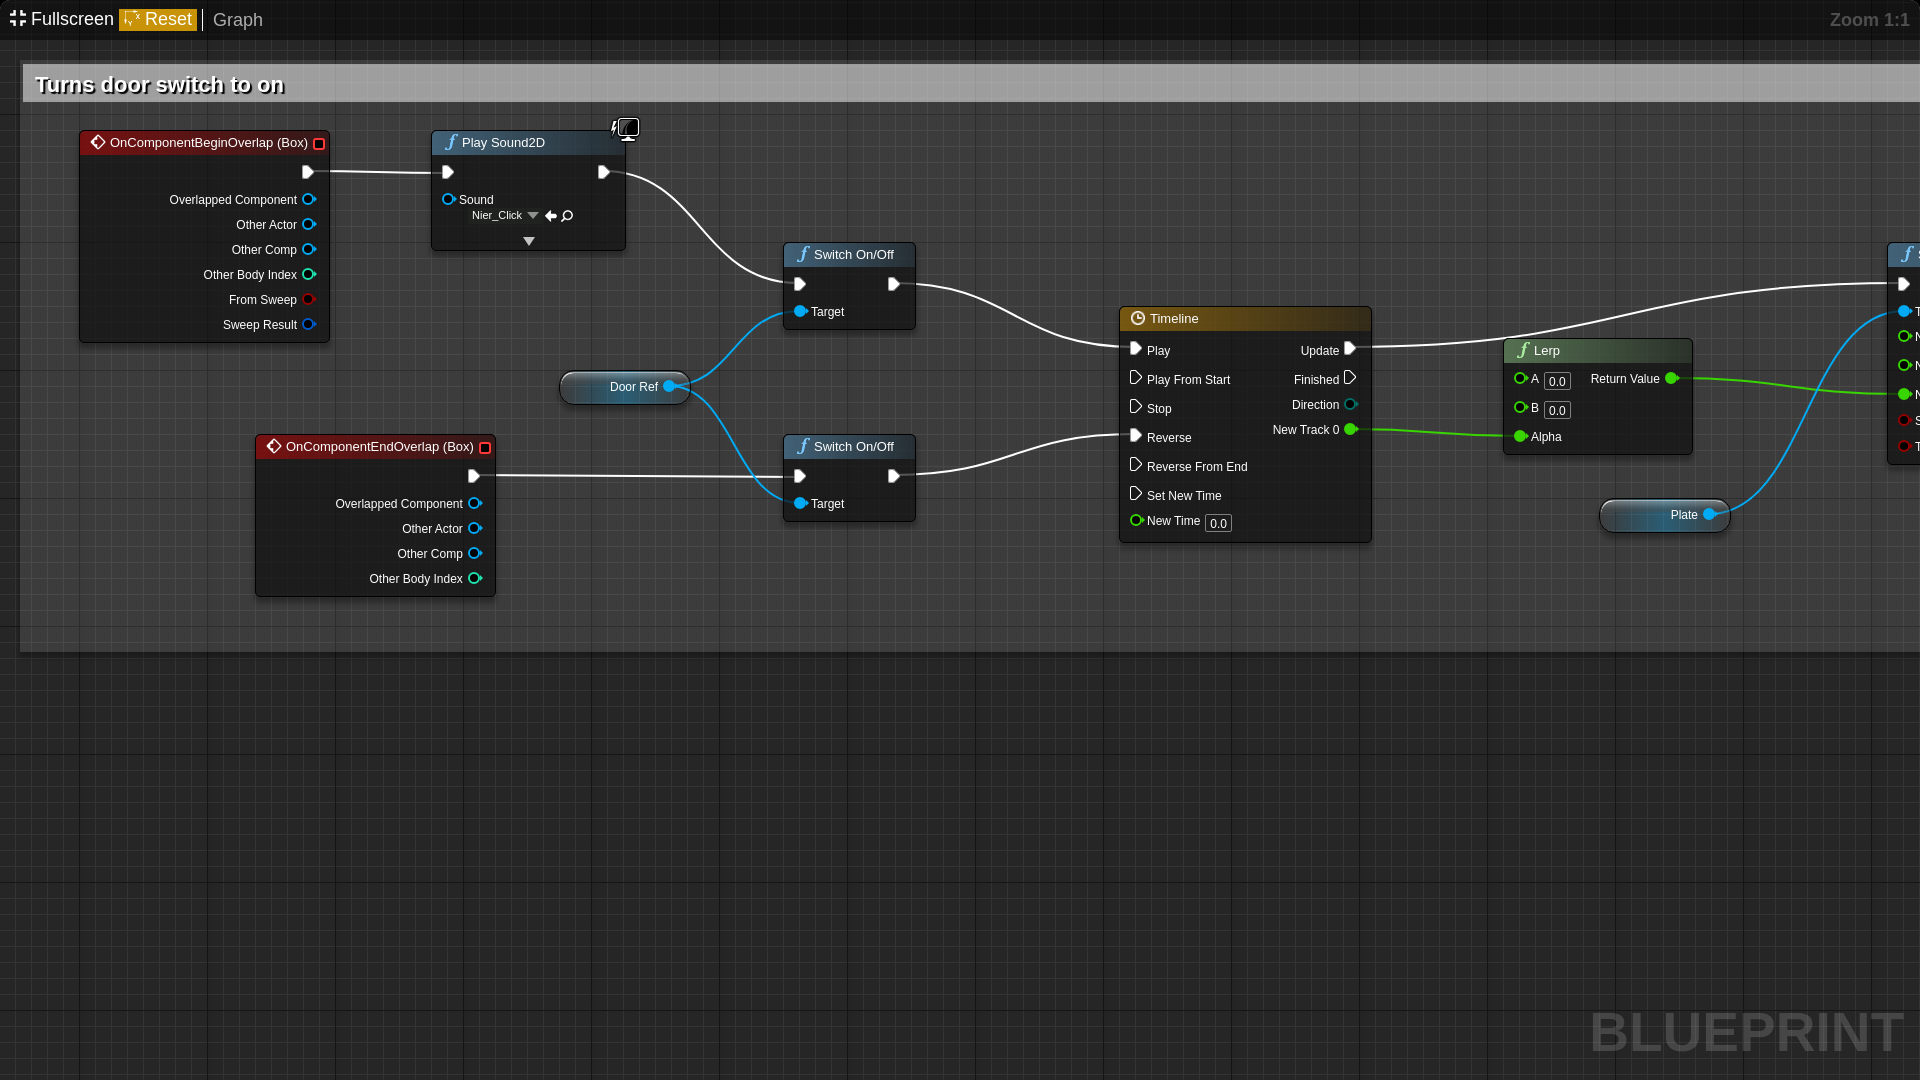 Fullscreen Reset Graph
Zoom 1:1
Turns door switch to on
OnComponentBeginOverlap (Box)
Overlapped Component
Other Actor
Other Comp
Other Body Index
From Sweep
Sweep Result
Play Sound2D
Sound
Nier_Click
Switch On/Off
Target
Door Ref
OnComponentEndOverlap (Box)
Overlapped Component
Other Actor
Other Comp
Other Body Index
Switch On/Off
Target
Timeline
Play
Update
Play From Start
Finished
Stop
Direction
Reverse
New Track 0
Reverse From End
Set New Time
New Time 0.0
Lerp
A 0.0
Return Value
B 0.0
Alpha
Plate
BLUEPRINT